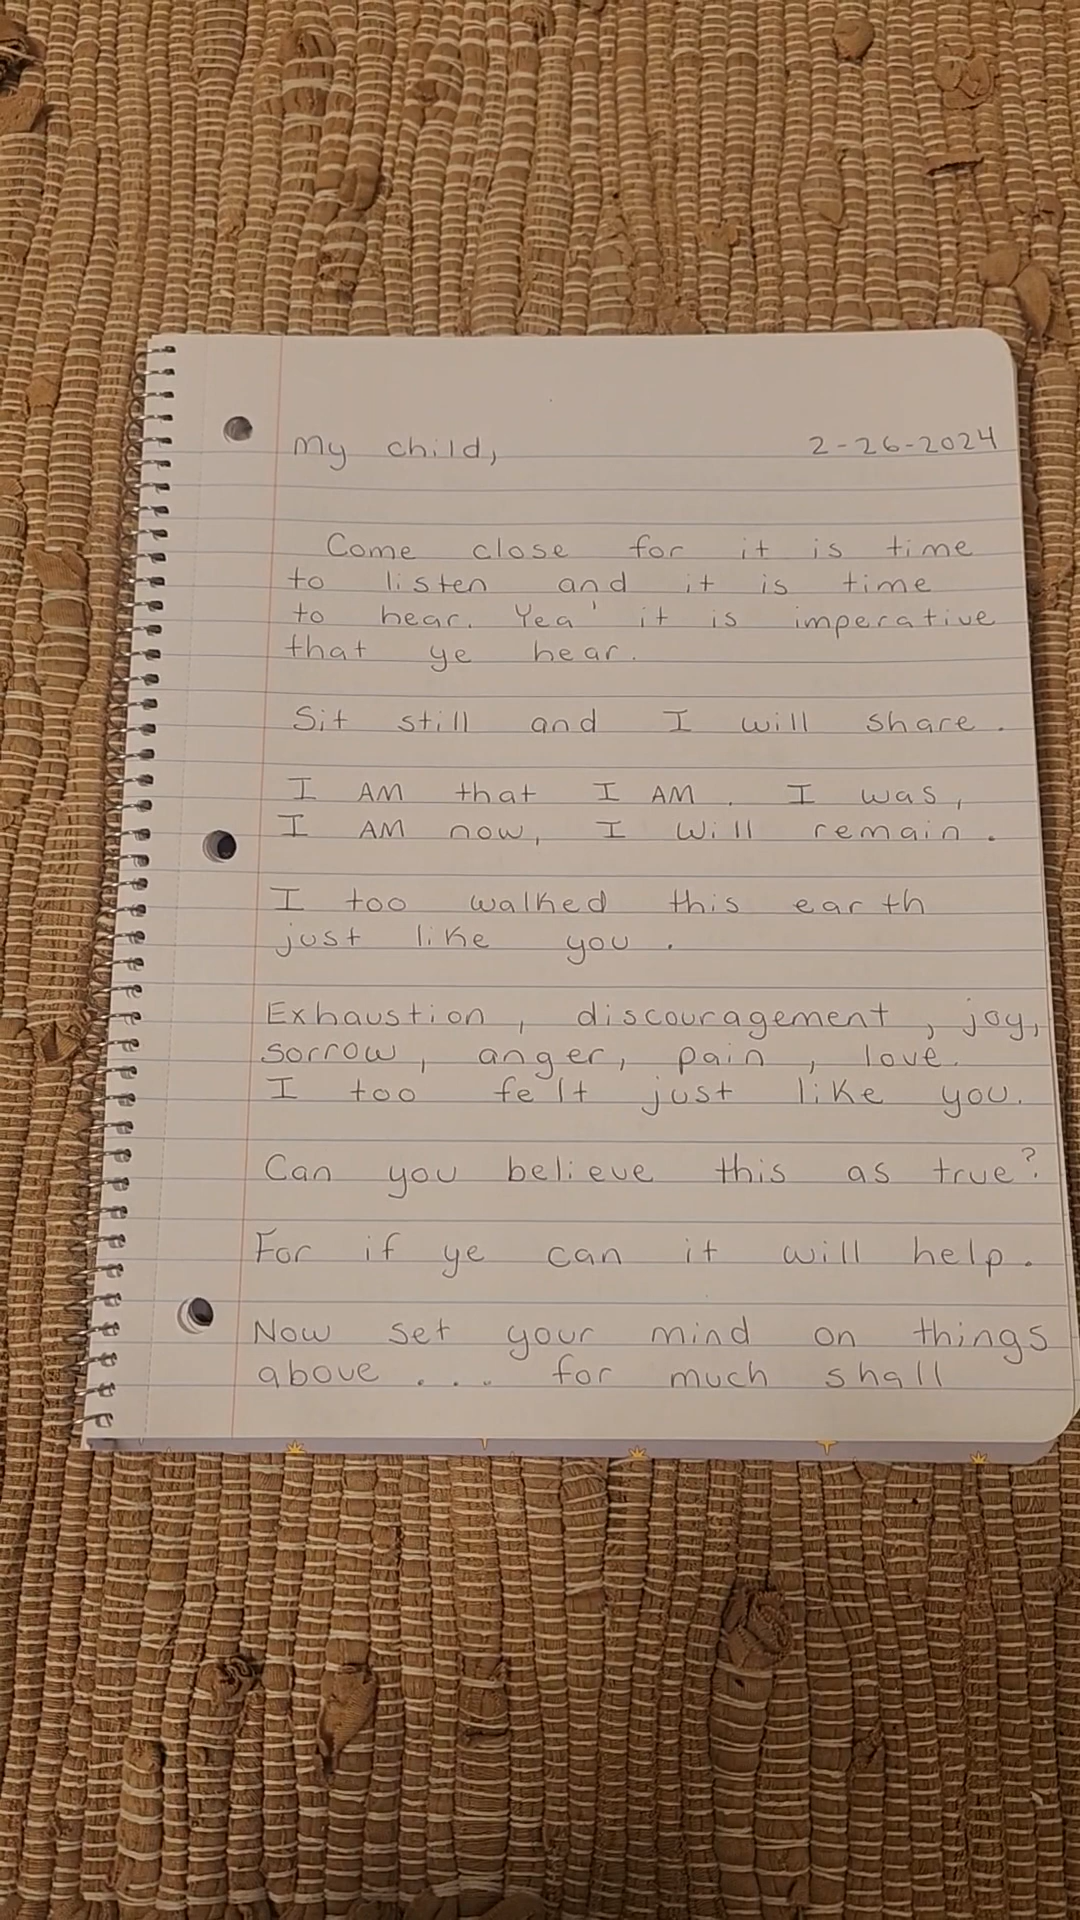 My child, 2-26-2024
Come close for it is time
to listen and it is time
to hear. Yea' it is imperative
that ye hear.
Sit still and I will share.
I AM that I AM. I was,
I AM now, I will remain.
I too walked this earth
just like you.
Exhaustion, discouragement, joy,
sorrow, anger, pain, love.
I too felt just like you.
Can you believe this as true?
For if ye can it will help.
Now set your mind on things
above... for much shall